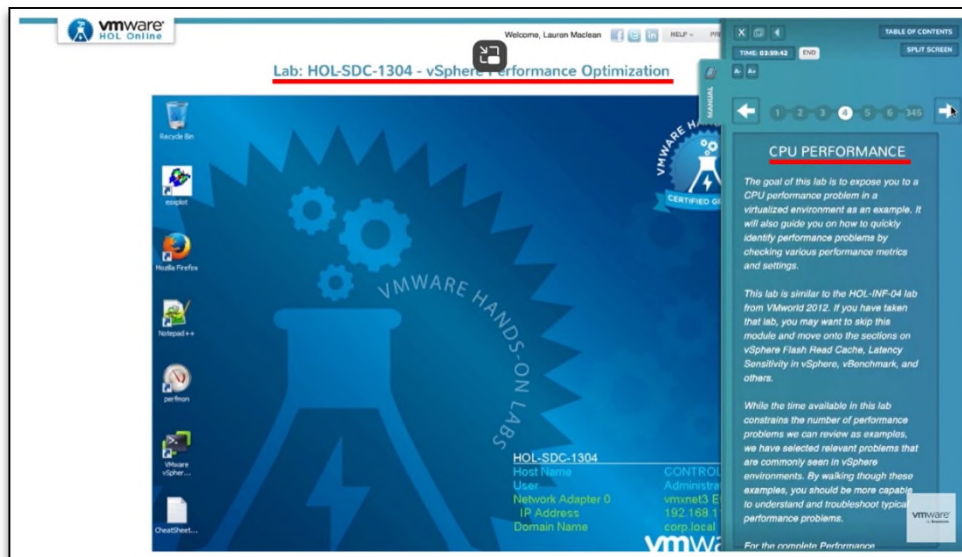 vmware
HOL Online
Welcome, Lauren Maclean
HELP
Lab: HOL-SDC-1304 - vSphere Performance Optimization
TABLE OF CONTENTS
SPLIT SCREEN
TIME: 03:59:42 END
A- A+
MANUAL
1 2 3 4 5 6 345
Recycle Bin
esxplot
Mozilla Firefox
Notepad++
perfmon
VMware
vSpher...
CheatSheet...
VMWARE HANDS-ON LABS
VMWARE
CERTIFIED
HOL-SDC-1304
Host Name CONTROL
User Administra
Network Adapter 0 vmxnet3
IP Address 192.168.1
Domain Name corp.local
CPU PERFORMANCE
The goal of this lab is to expose you to a
CPU performance problem in a
virtualized environment as an example. It
will also guide you on how to quickly
identify performance problems by
checking various performance metrics
and settings.
This lab is similar to the HOL-INF-04 lab
from VMworld 2012. If you have taken
that lab, you may want to skip this
module and move onto the sections on
vSphere Flash Read Cache, Latency
Sensitivity in vSphere, vBenchmark, and
others.
While the time available in this lab
constrains the number of performance
problems we can review as examples,
we have selected relevant problems that
are commonly seen in vSphere
environments. By walking though these
examples, you should be more capable
to understand and troubleshoot typical
performance problems.
For the complete Performance
vmware